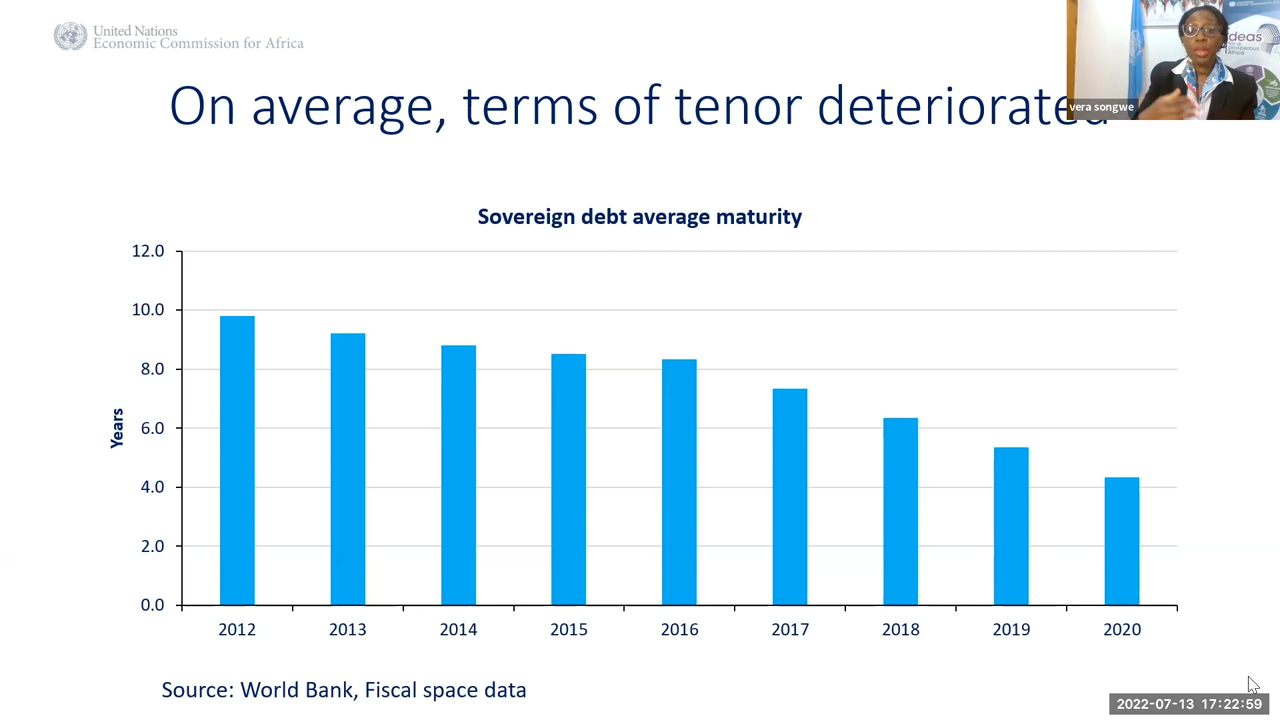 United Nations
Economic Commission for Africa
On average, terms of tenor deteriorated
vera songwe
ideas
Sovereign debt average maturity
12.0
10.0
8.0
6.0
4.0
2.0
0.0
Years
2012 2013 2014 2015 2016 2017 2018 2019 2020
Source: World Bank, Fiscal space data
2022-07-13 17:22:59